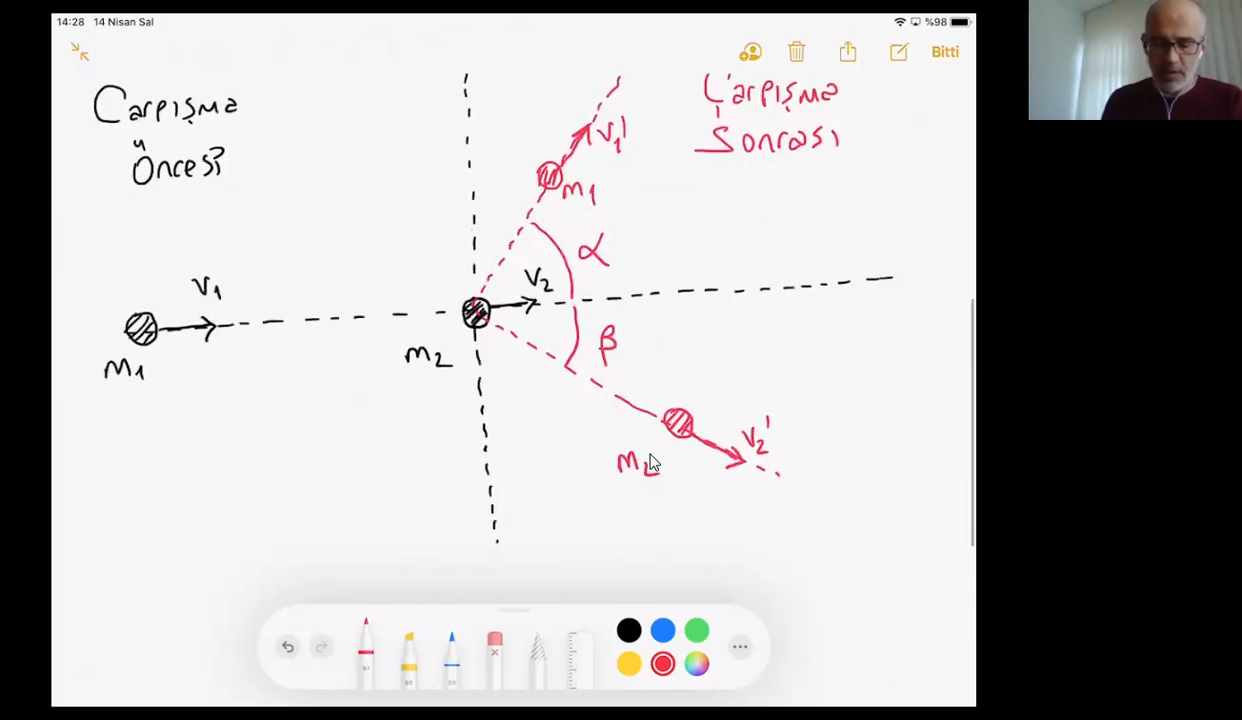 14:28 14 Nisan Sal
%98
Bitti
Çarpışma
Öncesi
Çarpışma
Sonrası
v₁'
m₁
α
v₁
v₂
m₁
m₂
β
v₂'
m₂